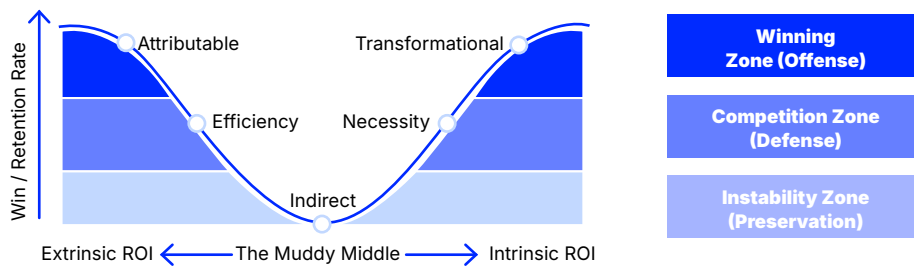 Win / Retention Rate
Attributable
Transformational
Efficiency
Necessity
Indirect
Extrinsic ROI
The Muddy Middle
Intrinsic ROI
Winning
Zone (Offense)
Competition Zone
(Defense)
Instability Zone
(Preservation)